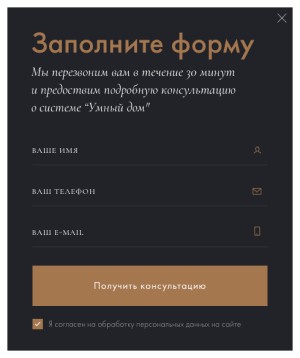 Заполните форму
Мы перезвоним вам в течение 30 минут
и предоствим подробную консультацию
о системе “Умный дом"
ВАШЕ ИМЯ
ВАШ ТЕЛЕФОН
ВАШ E-MAIL
Получить консультацию
Я согласен на обработку персональных данных на сайте